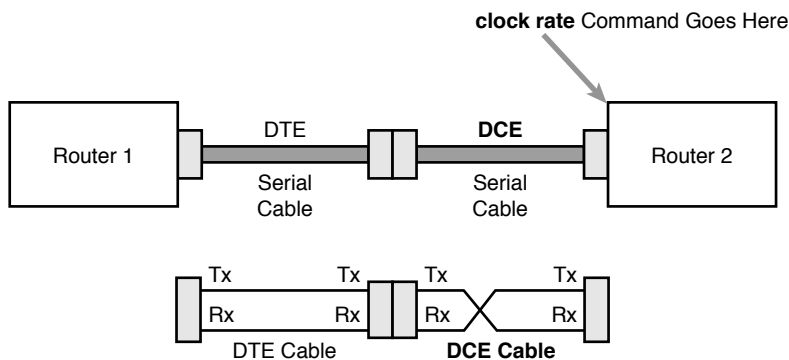 clock rate Command Goes Here
DTE
DCE
Router 1
Router 2
Serial
Cable
Serial
Cable
Tx
Tx
Tx
Tx
Rx
Rx
Rx
Rx
DTE Cable
DCE Cable